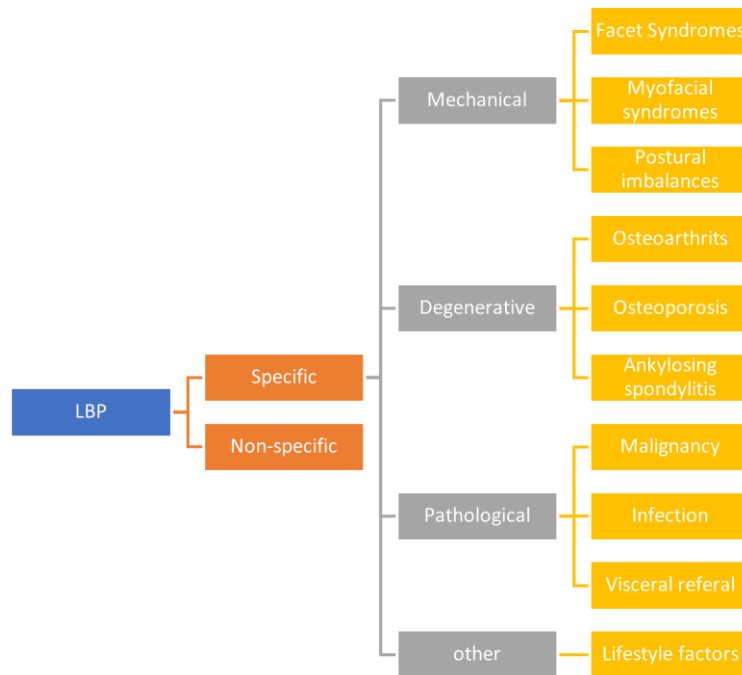 LBP
Specific
Non-specific
Mechanical
Degenerative
Pathological
other
Facet Syndromes
Myofacial
syndromes
Postural
imbalances
Osteoarthrits
Osteoporosis
Ankylosing
spondylitis
Malignancy
Infection
Visceral referal
Lifestyle factors